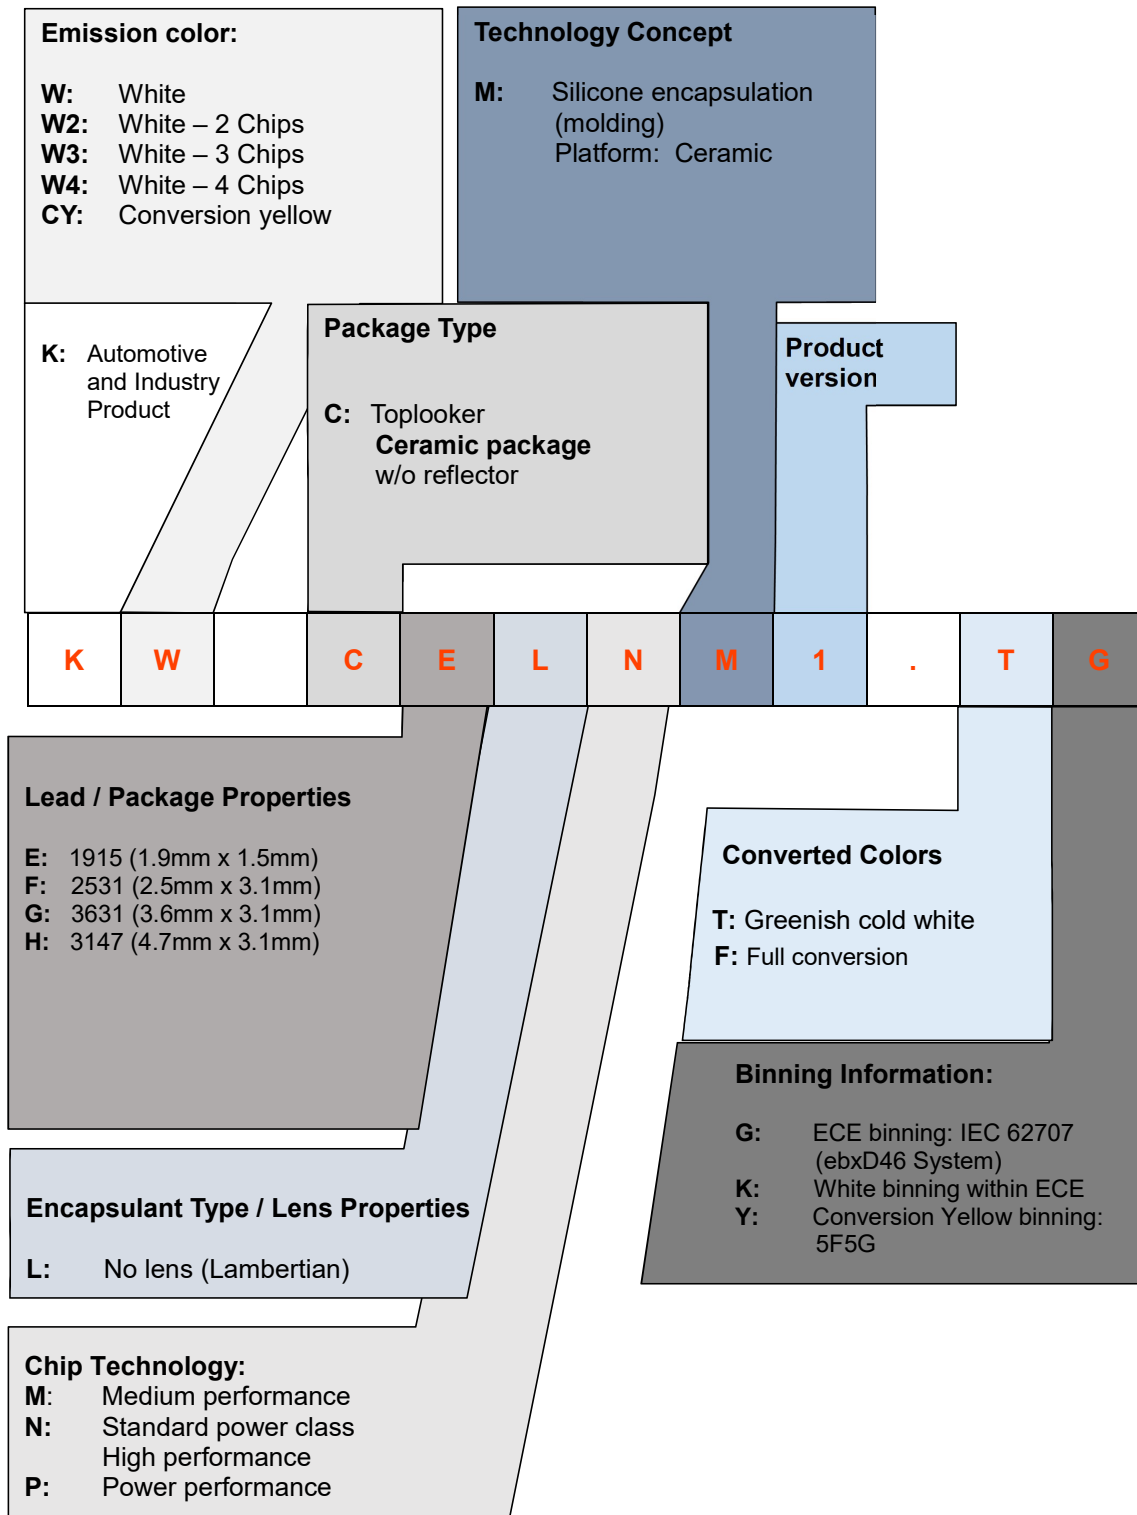 Emission color:
W: White
W2: White – 2 Chips
W3: White – 3 Chips
W4: White – 4 Chips
CY: Conversion yellow
Technology Concept
M: Silicone encapsulation
(molding)
Platform: Ceramic
K: Automotive
and Industry
Product
Package Type
C: Toplooker
Ceramic package
w/o reflector
Product
version
K W C E L N M 1 . T G
Lead / Package Properties
E: 1915 (1.9mm x 1.5mm)
F: 2531 (2.5mm x 3.1mm)
G: 3631 (3.6mm x 3.1mm)
H: 3147 (4.7mm x 3.1mm)
Converted Colors
T: Greenish cold white
F: Full conversion
Binning Information:
G: ECE binning: IEC 62707
(ebxD46 System)
K: White binning within ECE
Y: Conversion Yellow binning:
5F5G
Encapsulant Type / Lens Properties
L: No lens (Lambertian)
Chip Technology:
M: Medium performance
N: Standard power class
High performance
P: Power performance